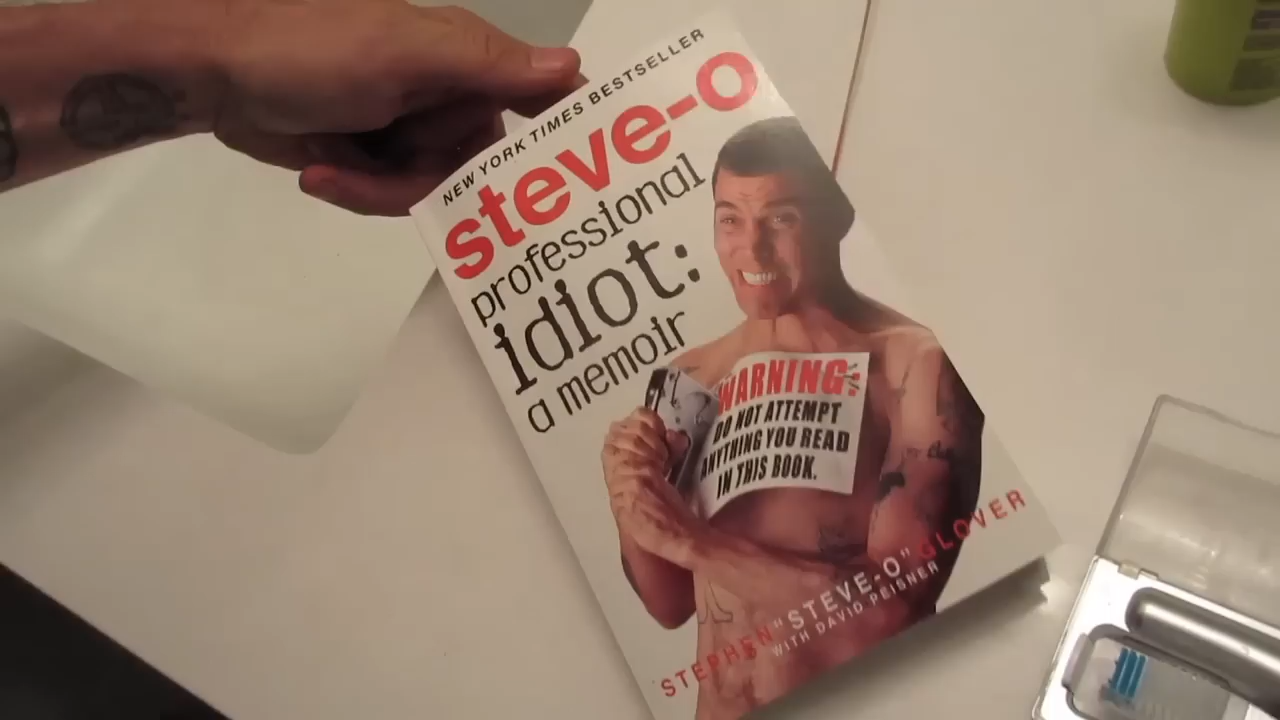 NEW YORK TIMES BESTSELLER
steve-o
professional
idiot:
a memoir
WARNING:
DO NOT ATTEMPT
ANYTHING YOU READ
IN THIS BOOK.
STEPHEN "STEVE-O" GLOVER
WITH DAVID PEISNER